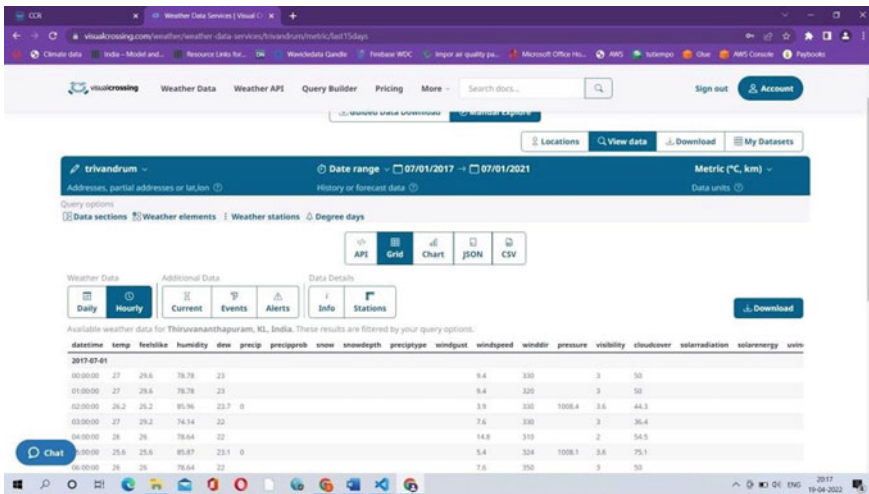 CCR Weather Data Services | Visual C
visualcrossing.com/weather/weather-data-services/trivandrum/metric/last15days
Climate data India - Model and... Resource Links for... Firebase WDC Microsoft Office Ho... AWS tutiempo Glue AWS Console Paybooks
visualcrossing Weather Data Weather API Query Builder Pricing More Search docs... Sign out Account
Guided Data Download Manual Explore
Locations View data Download My Datasets
trivandrum Date range 07/01/2017 → 07/01/2021 Metric (°C, km)
Addresses, partial addresses or lat,lon History or forecast data Data units
Query options
Data sections Weather elements Weather stations Degree days
API Grid Chart JSON CSV
Weather Data Additional Data Data Details
Daily Hourly Current Events Alerts Info Stations Download
Available weather data for Thiruvananthapuram, KL, India. These results are filtered by your query options.
datetime temp feelslike humidity dew precip precipprob snow snowdepth preciptype windgust windspeed winddir pressure visibility cloudcover solarradiation solarenergy uvin
2017-07-01
00:00:00 27 29.6 78.78 23 9.4 330 3 50
01:00:00 27 29.6 78.78 23 9.4 320 3 50
02:00:00 26.2 26.2 85.96 23.7 0 3.9 330 1008.4 3.6 44.3
03:00:00 27 29.2 74.14 22 7.6 330 3 36.4
04:00:00 26 26 78.64 22 14.8 310 2 54.5
5:00:00 25.6 25.6 85.87 23.1 0 5.4 324 1008.1 3.6 75.1
06:00:00 26 26 78.64 22 7.6 350 3 50
Chat
ENG 20:17
19-04-2022